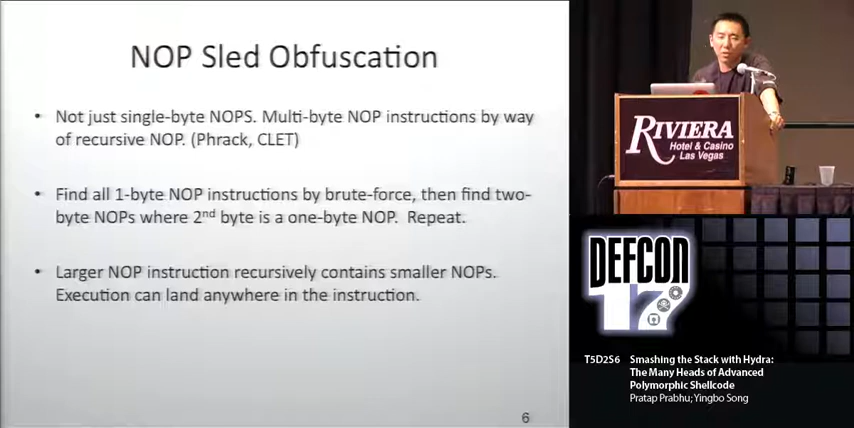 NOP Sled Obfuscation
• Not just single-byte NOPS. Multi-byte NOP instructions by way
of recursive NOP. (Phrack, CLET)
• Find all 1-byte NOP instructions by brute-force, then find two-
byte NOPs where 2nd byte is a one-byte NOP. Repeat.
• Larger NOP instruction recursively contains smaller NOPs.
Execution can land anywhere in the instruction.
6
RIVIERA
Hotel & Casino
Las Vegas
DEFCON
17
T5D2S6 Smashing the Stack with Hydra:
The Many Heads of Advanced
Polymorphic Shellcode
Pratap Prabhu; Yingbo Song